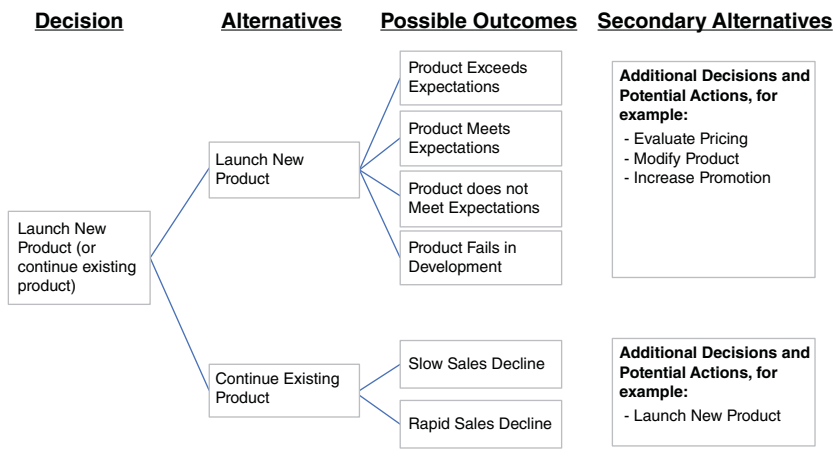 Decision
Alternatives
Possible Outcomes
Secondary Alternatives
Launch New
Product (or
continue existing
product)
Launch New
Product
Continue Existing
Product
Product Exceeds
Expectations
Product Meets
Expectations
Product does not
Meet Expectations
Product Fails in
Development
Slow Sales Decline
Rapid Sales Decline
Additional Decisions and
Potential Actions, for
example:
- Evaluate Pricing
- Modify Product
- Increase Promotion
Additional Decisions and
Potential Actions, for
example:
- Launch New Product